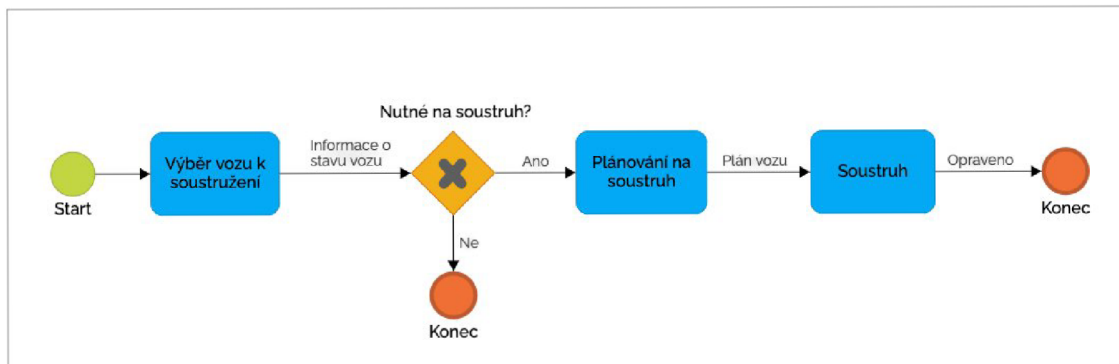 Nutné na soustruh?
Start
Výběr vozu k
soustružení
Informace o
stavu vozu
Ano
Plánování na
soustruh
Plán vozu
Soustruh
Opraveno
Konec
Ne
Konec